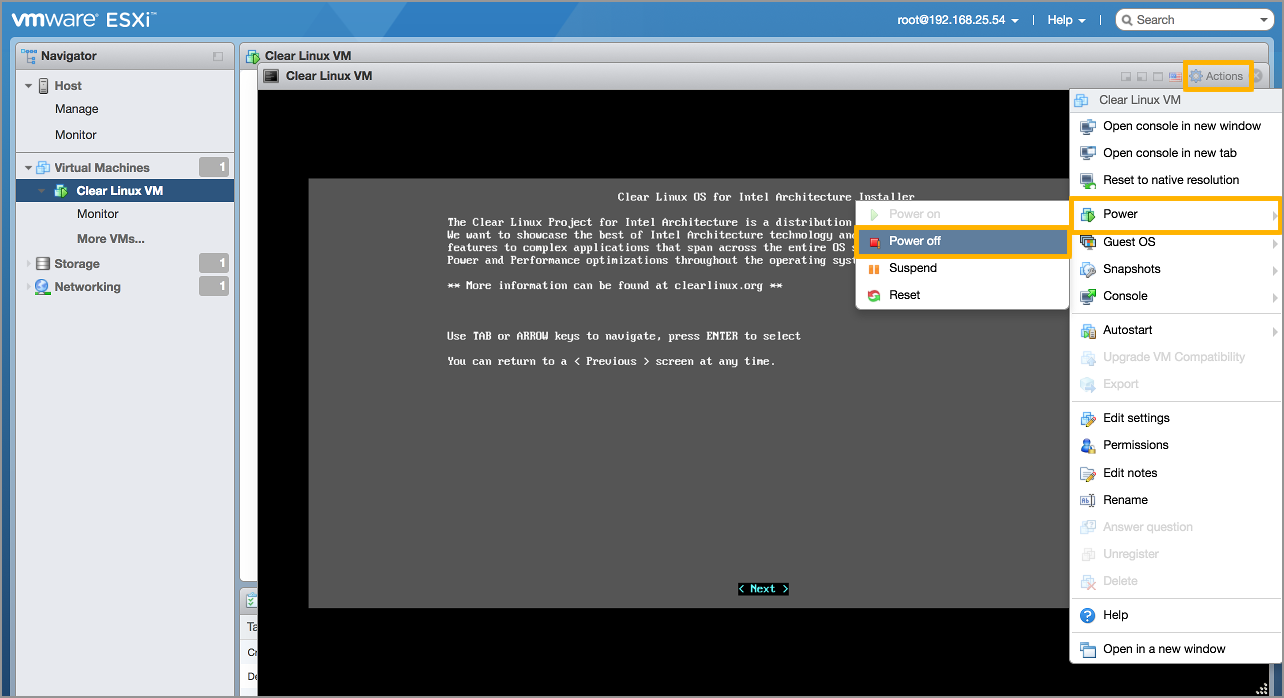 vmware® ESXi™
root@192.168.25.54
Help
Search
Navigator
Host
Manage
Monitor
Virtual Machines 1
Clear Linux VM
Monitor
More VMs...
Storage 1
Networking 1
Clear Linux VM
Clear Linux VM
Actions
Clear Linux OS for Intel Architecture Installer
The Clear Linux Project for Intel Architecture is a distribution
We want to showcase the best of Intel Architecture technology and
features to complex applications that span across the entire OS
Power and Performance optimizations throughout the operating
** More information can be found at clearlinux.org **
Use TAB or ARROW keys to navigate, press ENTER to select
You can return to a < Previous > screen at any time.
< Next >
Power on
Power off
Suspend
Reset
Clear Linux VM
Open console in new window
Open console in new tab
Reset to native resolution
Power
Guest OS
Snapshots
Console
Autostart
Upgrade VM Compatibility
Export
Edit settings
Permissions
Edit notes
Rename
Answer question
Unregister
Delete
Help
Open in a new window